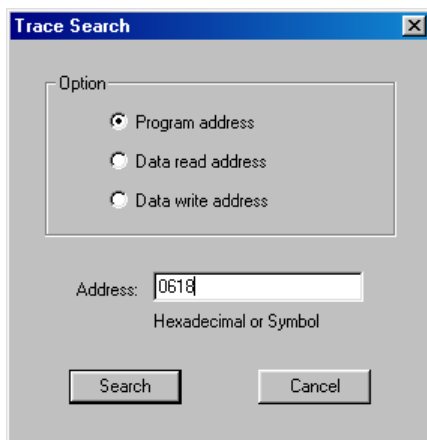 Trace Search
Option
Program address
Data read address
Data write address
Address: 0618
Hexadecimal or Symbol
Search Cancel